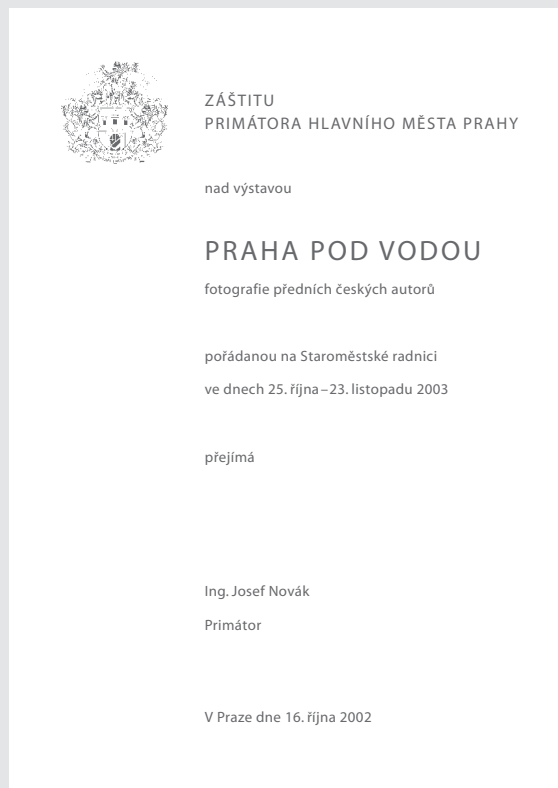 ZÁŠTITU
PRIMÁTORA HLAVNÍHO MĚSTA PRAHY
nad výstavou
PRAHA POD VODOU
fotografie předních českých autorů
pořádanou na Staroměstské radnici
ve dnech 25. října – 23. listopadu 2003
přejímá
Ing. Josef Novák
Primátor
V Praze dne 16. října 2002